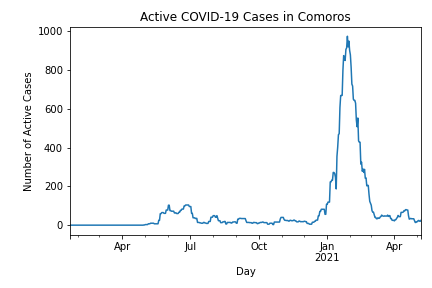 Active COVID-19 Cases in Comoros
Number of Active Cases
1000
800
600
400
200
0
Apr
Jul
Oct
Jan
2021
Apr
Day